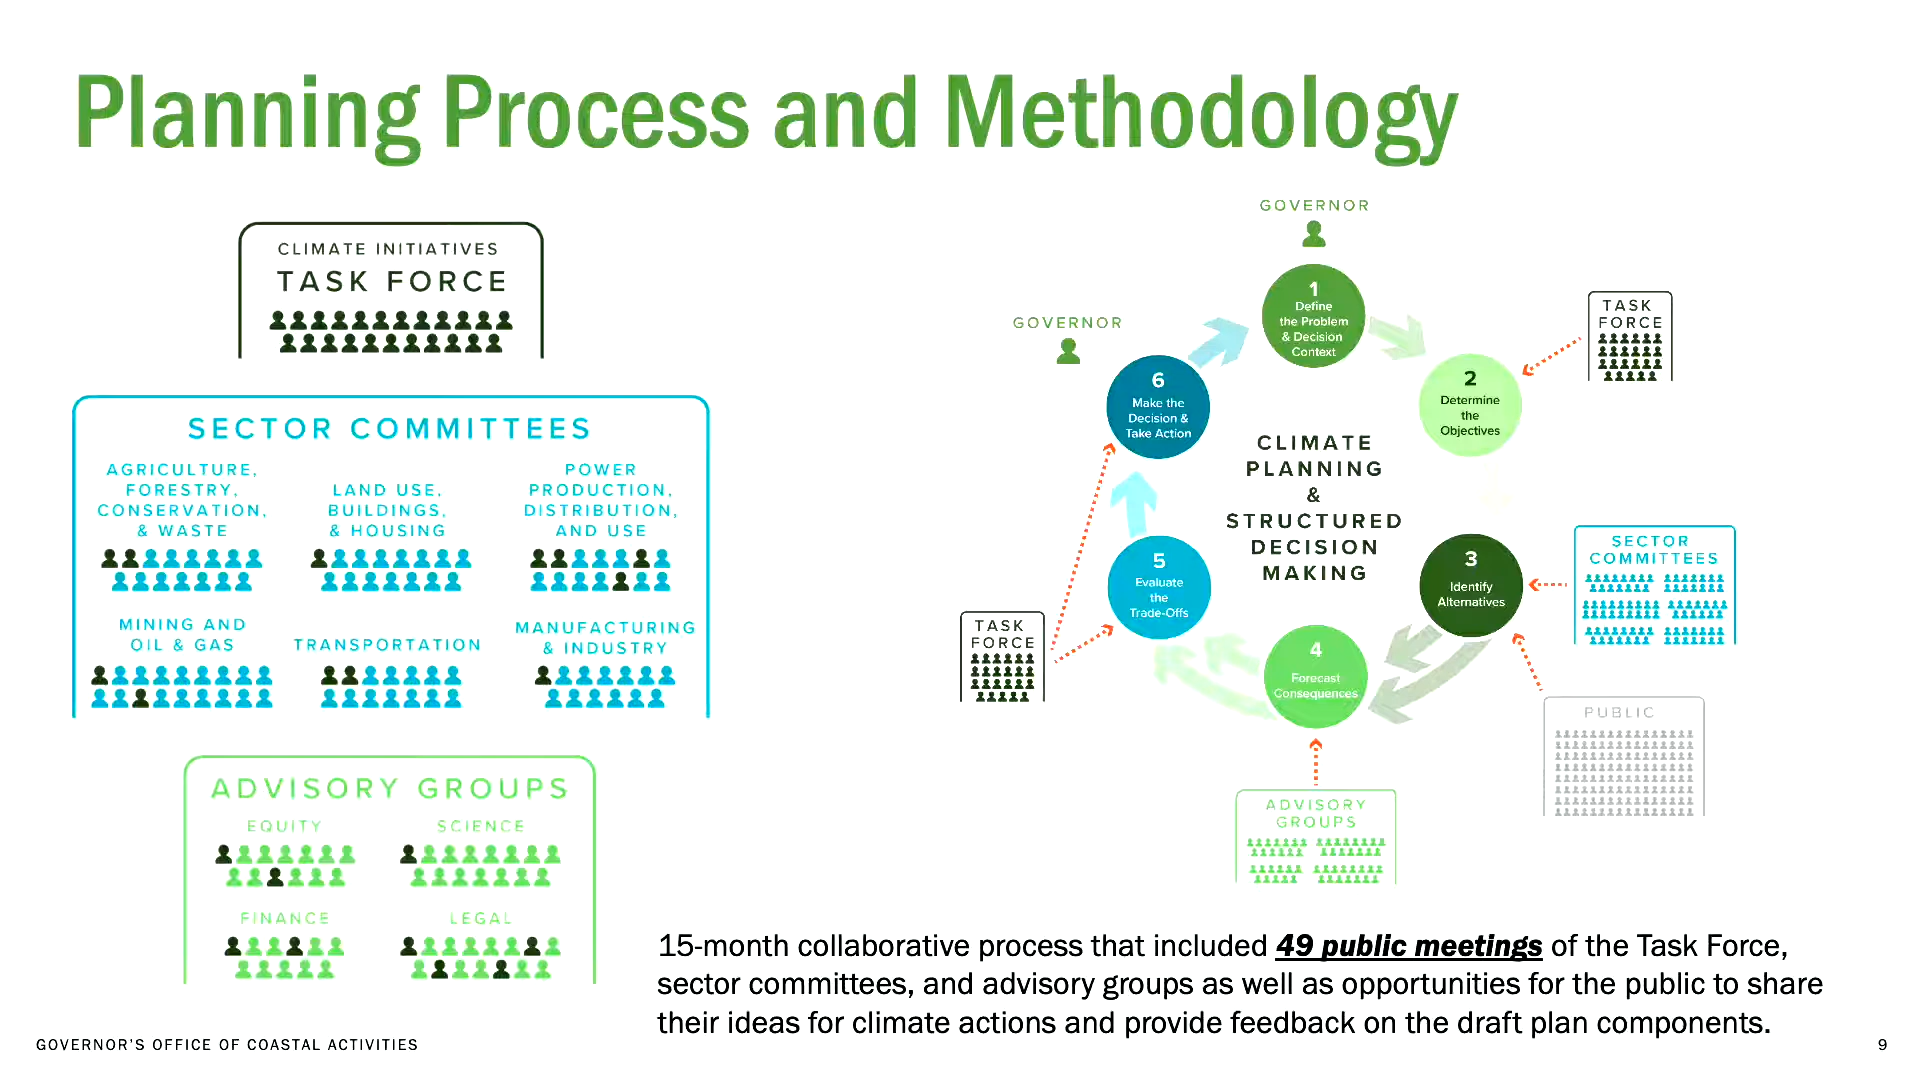 Planning Process and Methodology
CLIMATE INITIATIVES
TASK FORCE
SECTOR COMMITTEES
AGRICULTURE,
FORESTRY,
CONSERVATION,
& WASTE
LAND USE,
BUILDINGS,
& HOUSING
POWER
PRODUCTION,
DISTRIBUTION,
AND USE
MINING AND
OIL & GAS
TRANSPORTATION
MANUFACTURING
& INDUSTRY
ADVISORY GROUPS
EQUITY
SCIENCE
FINANCE
LEGAL
GOVERNOR
1
Define
the Problem
& Decision
Context
TASK
FORCE
2
Determine
the
Objectives
SECTOR
COMMITTEES
3
Identify
Alternatives
PUBLIC
4
Forecast
Consequences
ADVISORY
GROUPS
5
Evaluate
the
Trade-Offs
TASK
FORCE
GOVERNOR
6
Make the
Decision &
Take Action
CLIMATE
PLANNING
&
STRUCTURED
DECISION
MAKING
15-month collaborative process that included 49 public meetings of the Task Force,
sector committees, and advisory groups as well as opportunities for the public to share
their ideas for climate actions and provide feedback on the draft plan components.
GOVERNOR'S OFFICE OF COASTAL ACTIVITIES
9